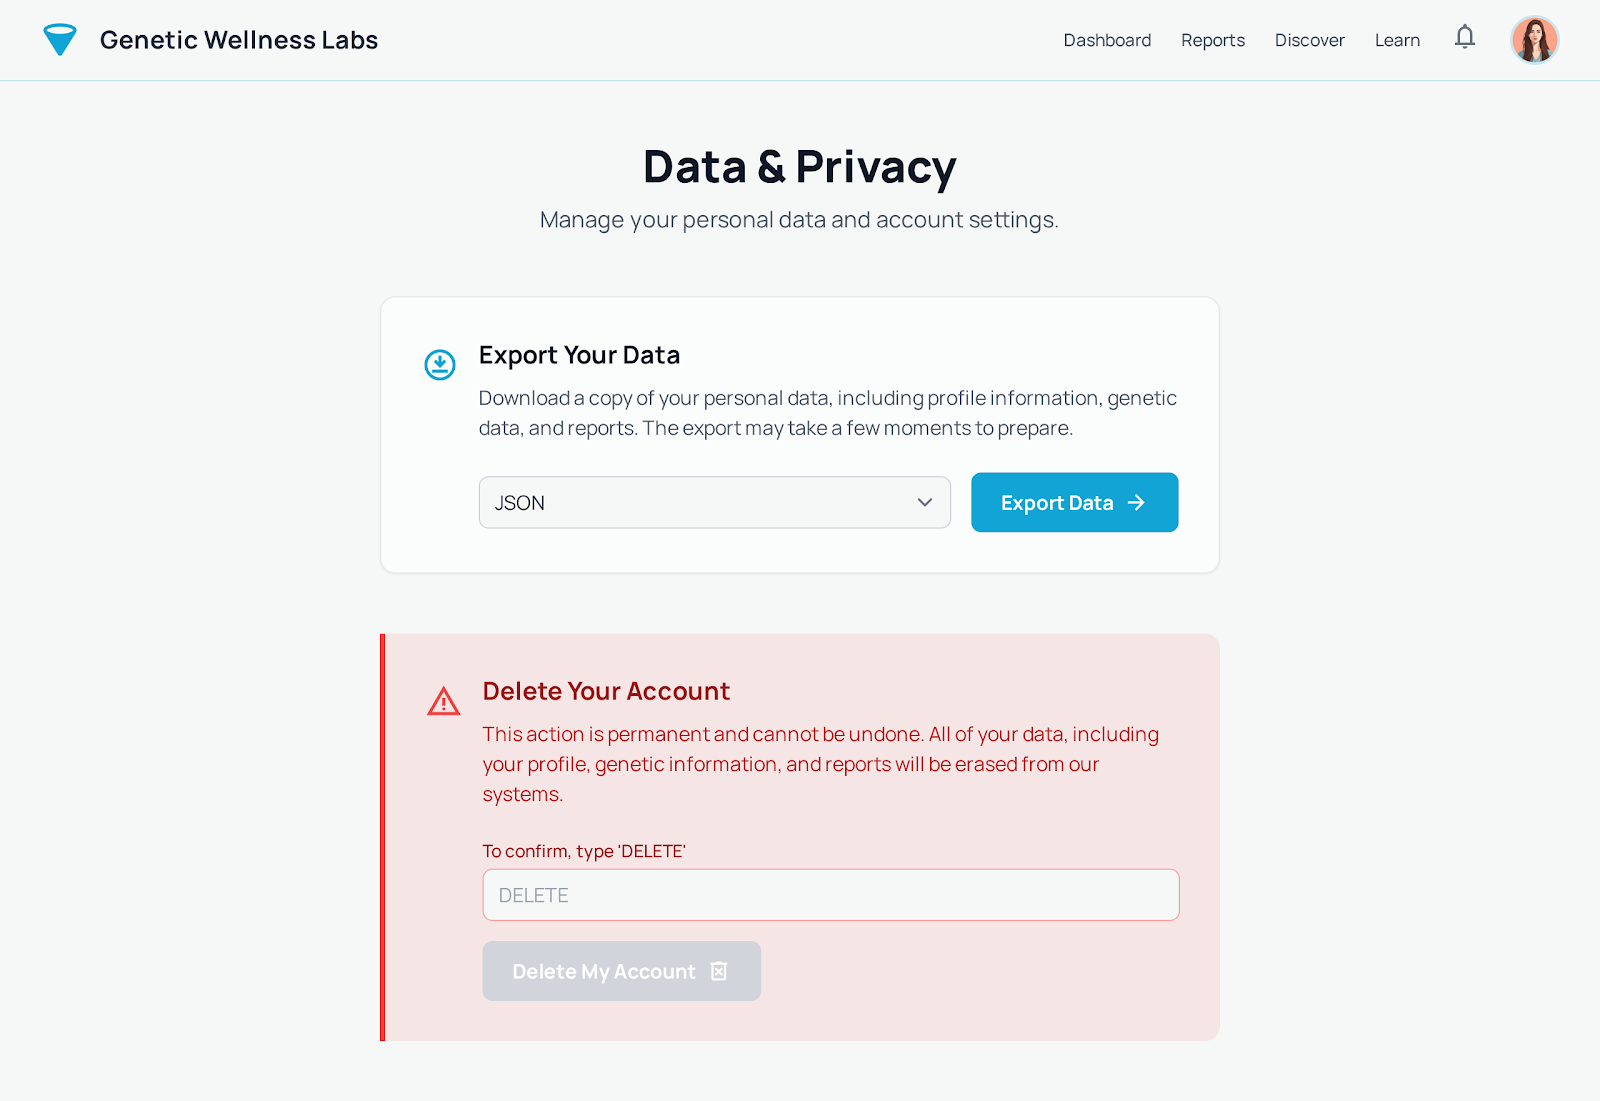 Genetic Wellness Labs
Dashboard
Reports
Discover
Learn
Data & Privacy
Manage your personal data and account settings.
Export Your Data
Download a copy of your personal data, including profile information, genetic
data, and reports. The export may take a few moments to prepare.
JSON
Export Data
Delete Your Account
This action is permanent and cannot be undone. All of your data, including
your profile, genetic information, and reports will be erased from our
systems.
To confirm, type 'DELETE'
DELETE
Delete My Account